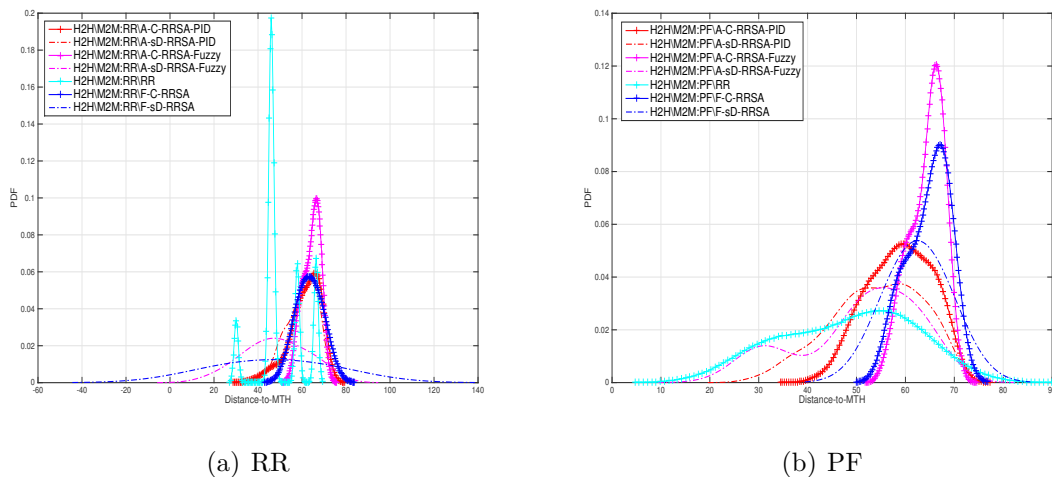 H2H\M2M:RR\A-C-RRSA-PID
H2H\M2M:RR\A-sD-RRSA-PID
H2H\M2M:RR\A-C-RRSA-Fuzzy
H2H\M2M:RR\A-sD-RRSA-Fuzzy
H2H\M2M:RR\RR
H2H\M2M:RR\F-C-RRSA
H2H\M2M:RR\F-sD-RRSA
0.2
0.18
0.16
0.14
0.12
0.1
0.08
0.06
0.04
0.02
0
PDF
-60 -40 -20 0 20 40 60 80 100 120 140
Distance-to-MTH
(a) RR
H2H\M2M:PF\A-C-RRSA-PID
H2H\M2M:PF\A-sD-RRSA-PID
H2H\M2M:PF\A-C-RRSA-Fuzzy
H2H\M2M:PF\A-sD-RRSA-Fuzzy
H2H\M2M:PF\RR
H2H\M2M:PF\F-C-RRSA
H2H\M2M:PF\F-sD-RRSA
0.14
0.12
0.1
0.08
0.06
0.04
0.02
0
PDF
0 10 20 30 40 50 60 70 80
Distance-to-MTH
(b) PF